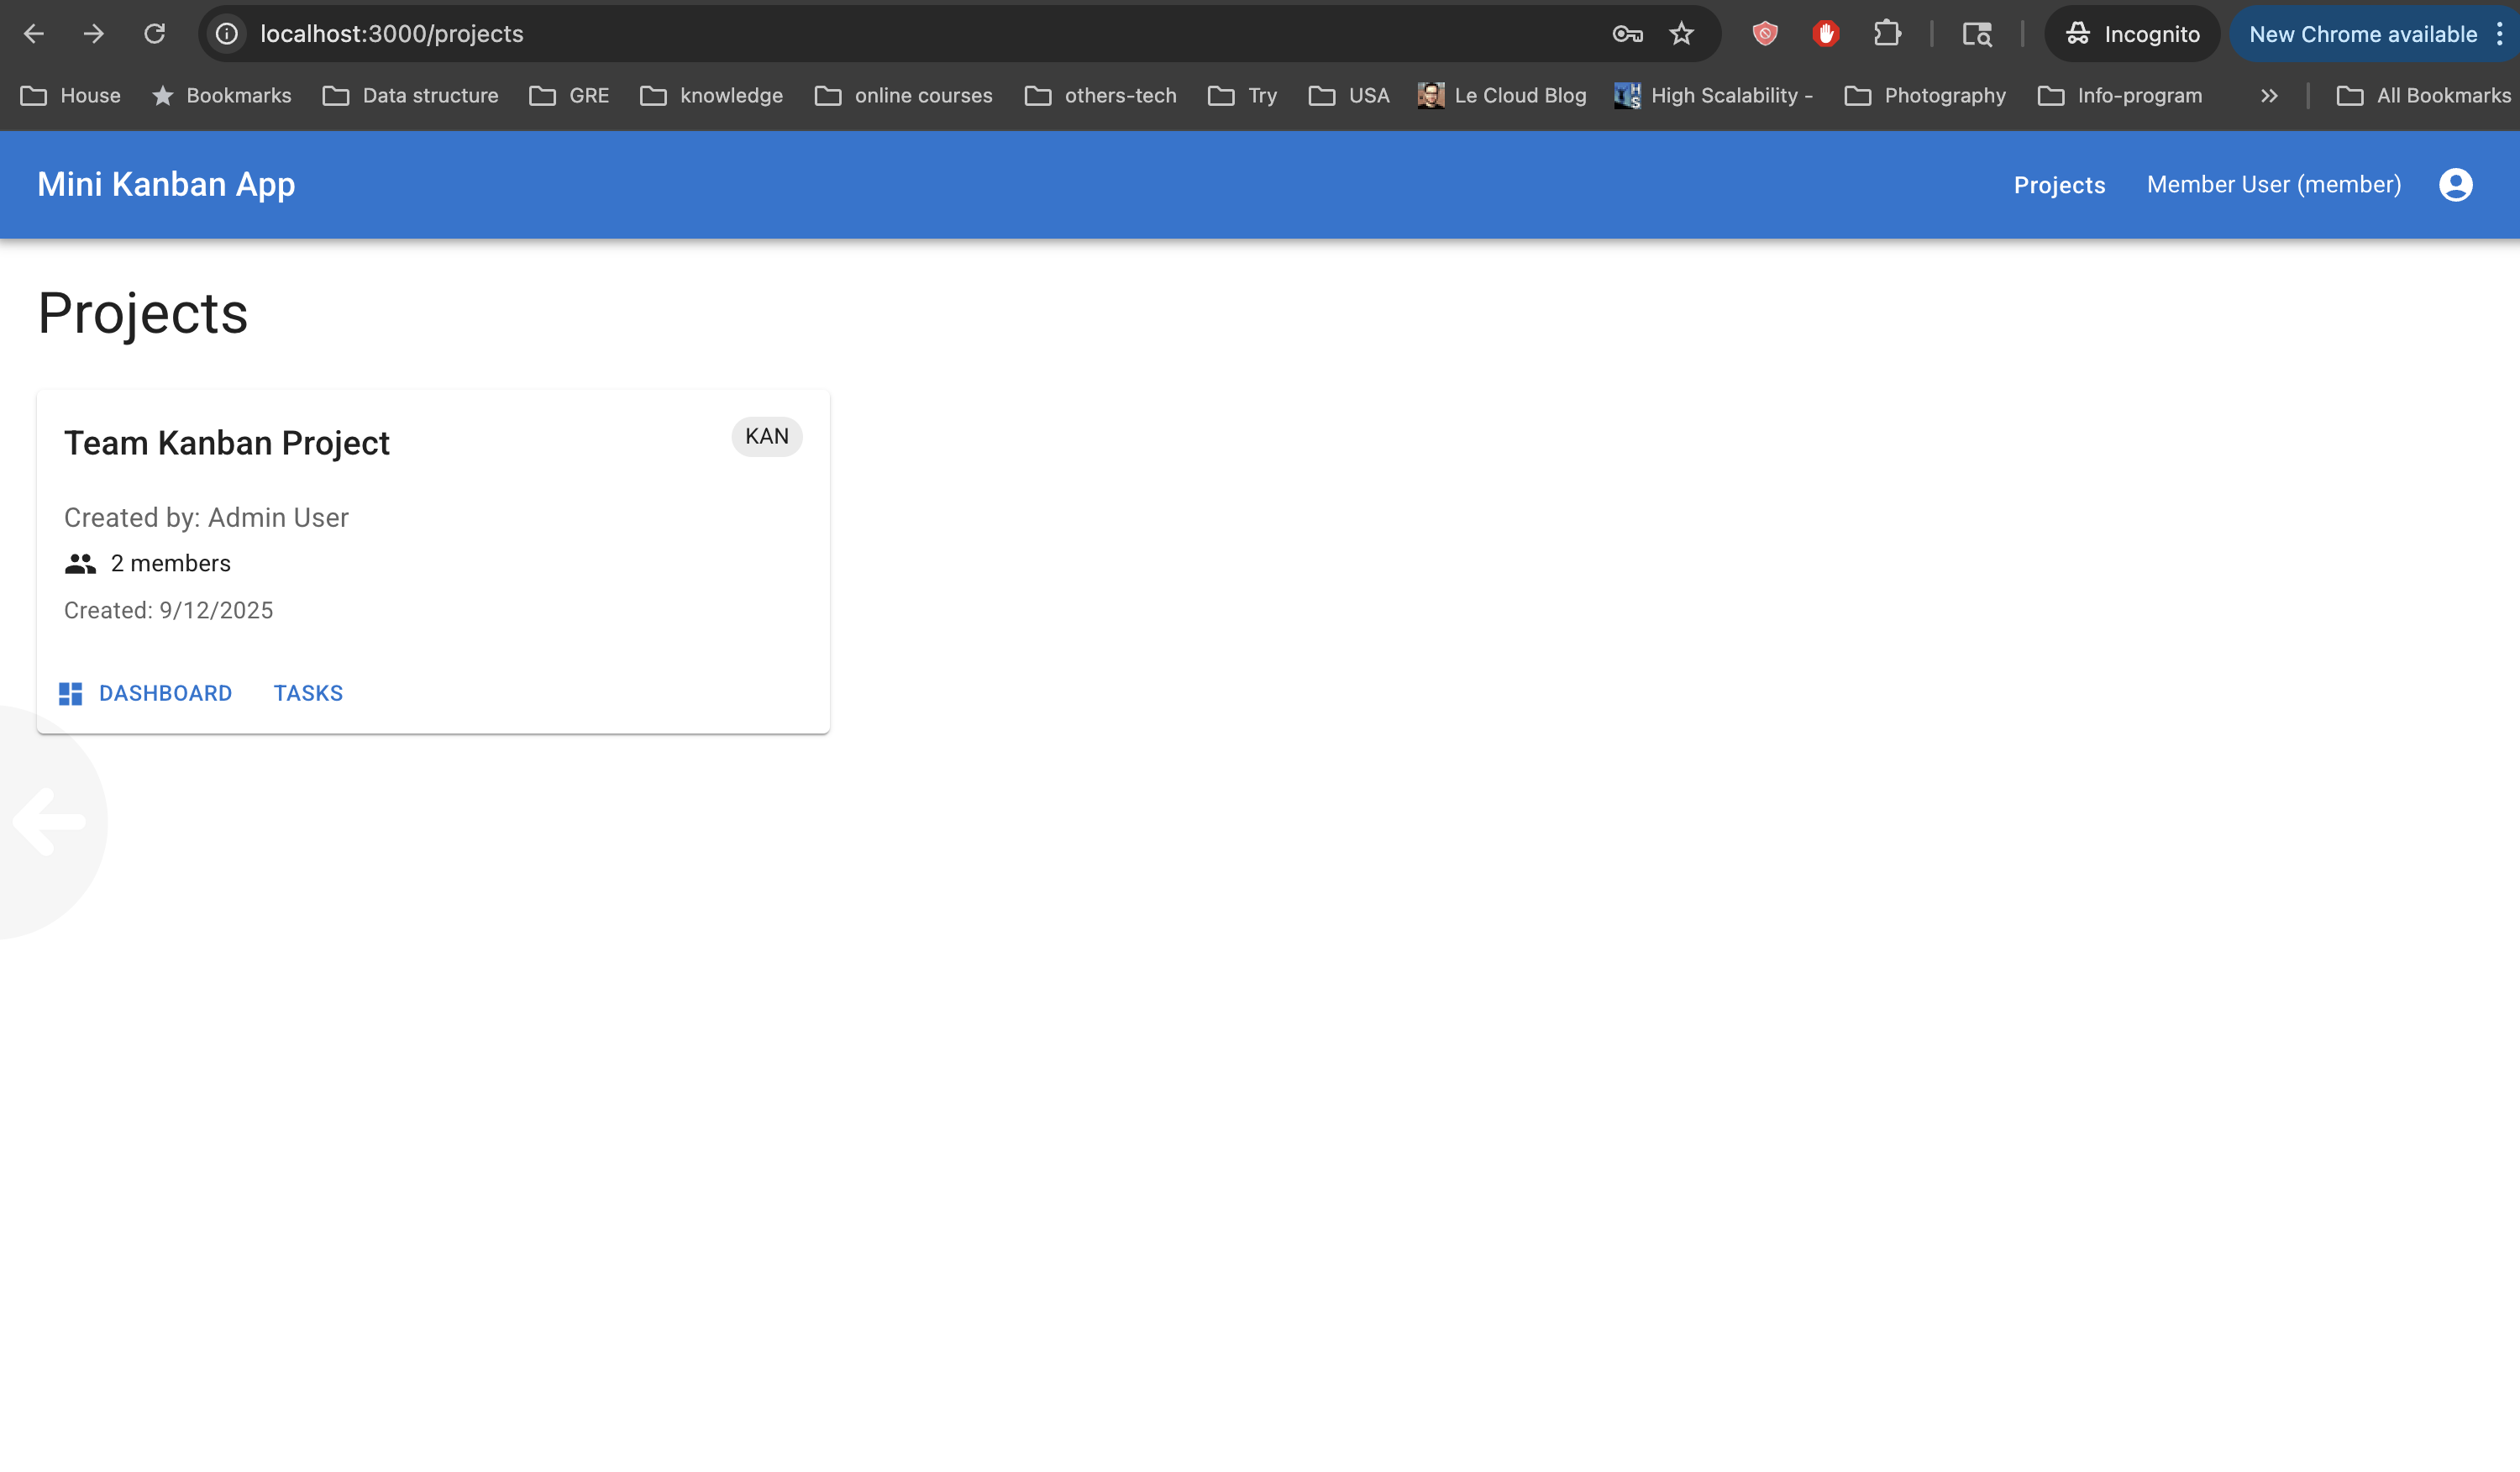 localhost:3000/projects
Incognito
New Chrome available
House
Bookmarks
Data structure
GRE
knowledge
online courses
others-tech
Try
USA
Le Cloud Blog
High Scalability -
Photography
Info-program
All Bookmarks
Mini Kanban App
Projects
Member User (member)
Projects
Team Kanban Project
KAN
Created by: Admin User
2 members
Created: 9/12/2025
DASHBOARD
TASKS